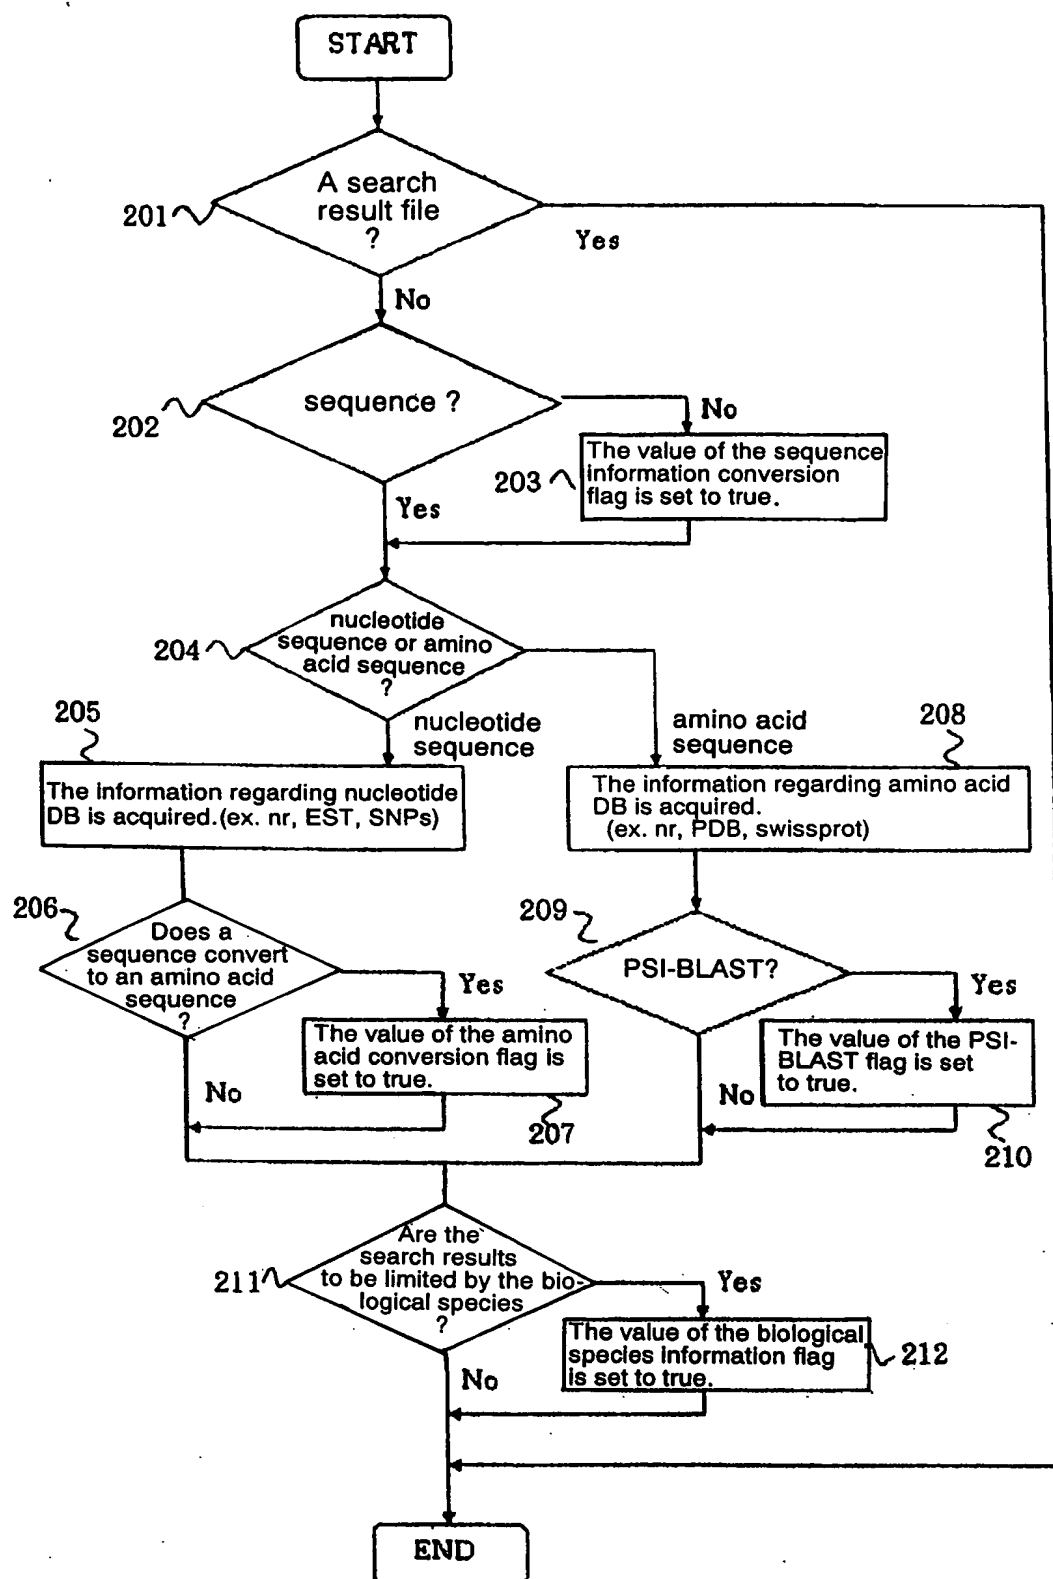 START
A search
result file
?
201
Yes
No
sequence ?
202
No
The value of the sequence
information conversion
flag is set to true.
203
Yes
nucleotide
sequence or amino
acid sequence
?
204
205
nucleotide
sequence
amino acid
sequence
208
The information regarding nucleotide
DB is acquired.(ex. nr, EST, SNPs)
The information regarding amino acid
DB is acquired.
(ex. nr, PDB, swissprot)
206
Does a
sequence convert
to an amino acid
sequence
?
Yes
209
PSI-BLAST?
Yes
The value of the amino
acid conversion flag is
set to true.
No
207
The value of the PSI-
BLAST flag is set
to true.
No
210
Are the
search results
to be limited by the bio-
logical species
?
211
Yes
The value of the biological
species information flag
is set to true.
212
No
END